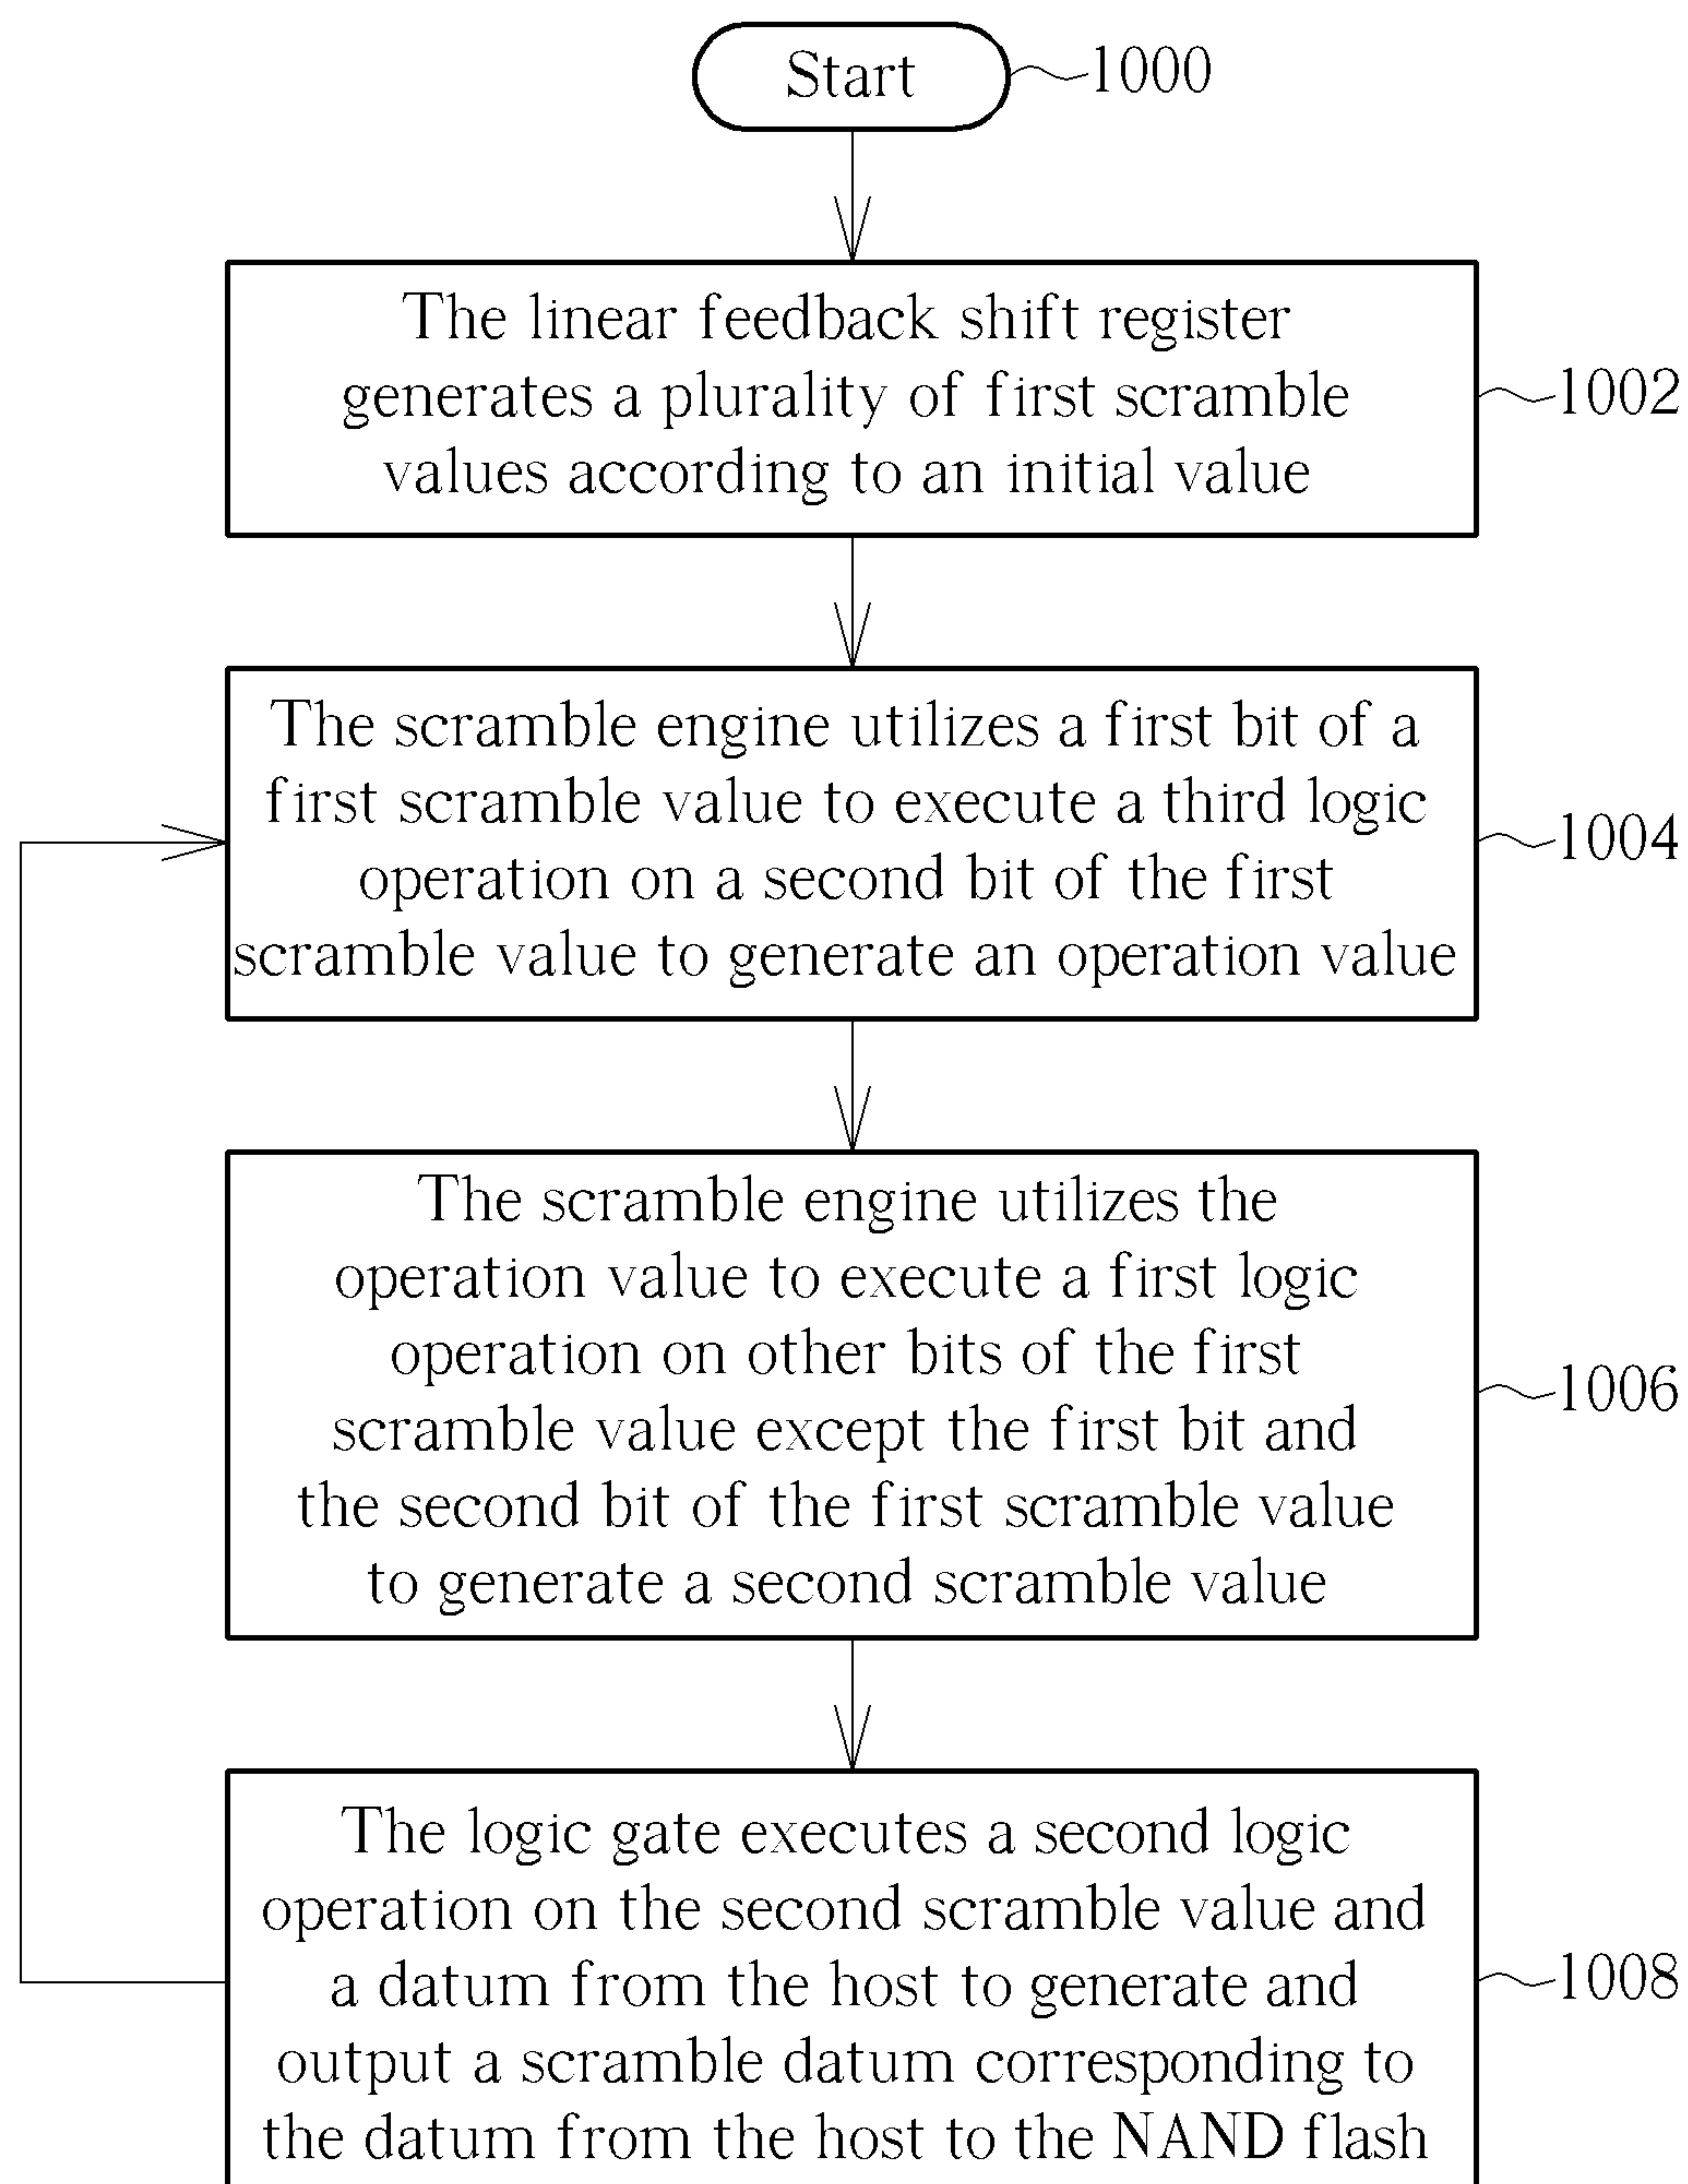 Start
1000
The linear feedback shift register
generates a plurality of first scramble
values according to an initial value
1002
The scramble engine utilizes a first bit of a
first scramble value to execute a third logic
operation on a second bit of the first
scramble value to generate an operation value
1004
The scramble engine utilizes the
operation value to execute a first logic
operation on other bits of the first
scramble value except the first bit and
the second bit of the first scramble value
to generate a second scramble value
1006
The logic gate executes a second logic
operation on the second scramble value and
a datum from the host to generate and
output a scramble datum corresponding to
the datum from the host to the NAND flash
1008